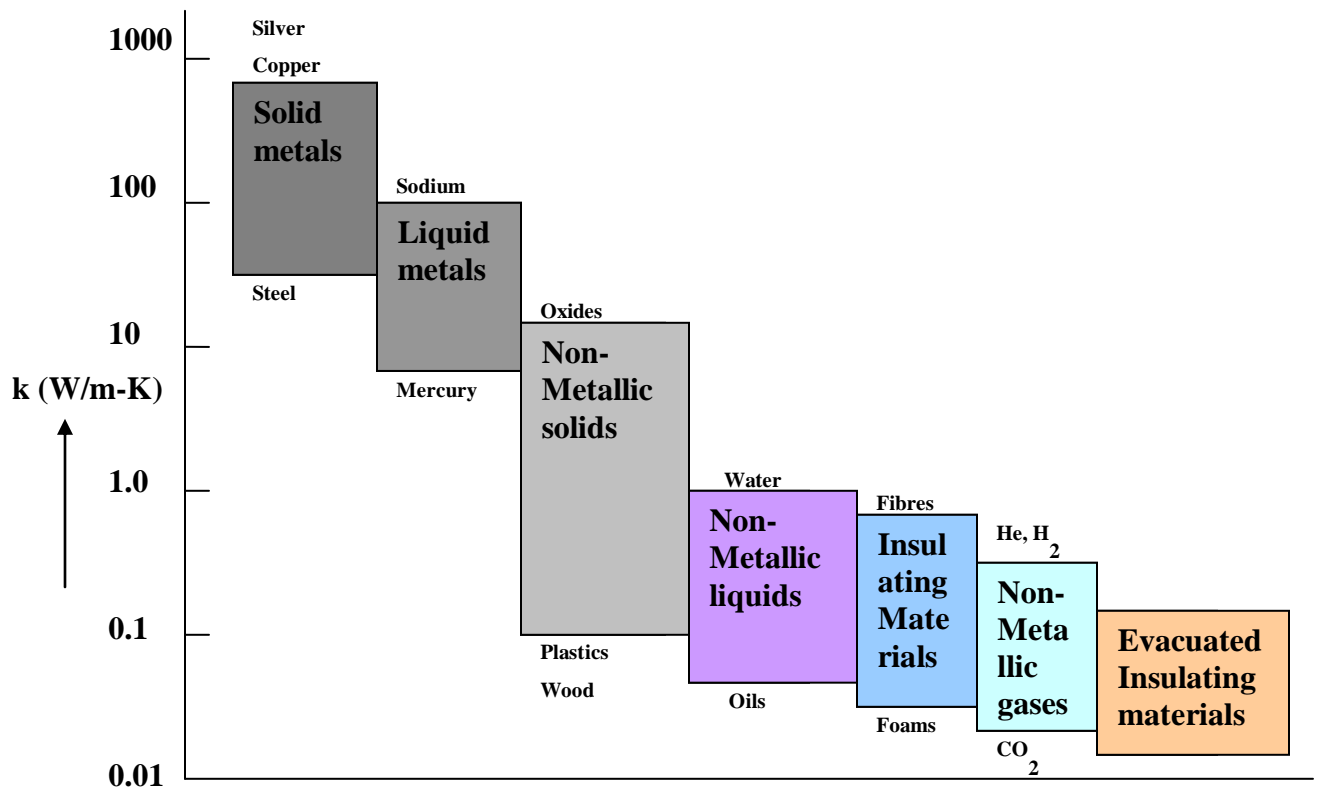 1000
Silver
Copper
Solid
metals
100
Sodium
Liquid
metals
Steel
Oxides
10
Non-
Metallic
solids
k (W/m-K)
Mercury
1.0
Water
Fibres
Non-
Metallic
liquids
Insul
ating
Mate
rials
He, H2
Non-
Meta
llic
gases
0.1
Plastics
Wood
Evacuated
Insulating
materials
Oils
Foams
CO2
0.01